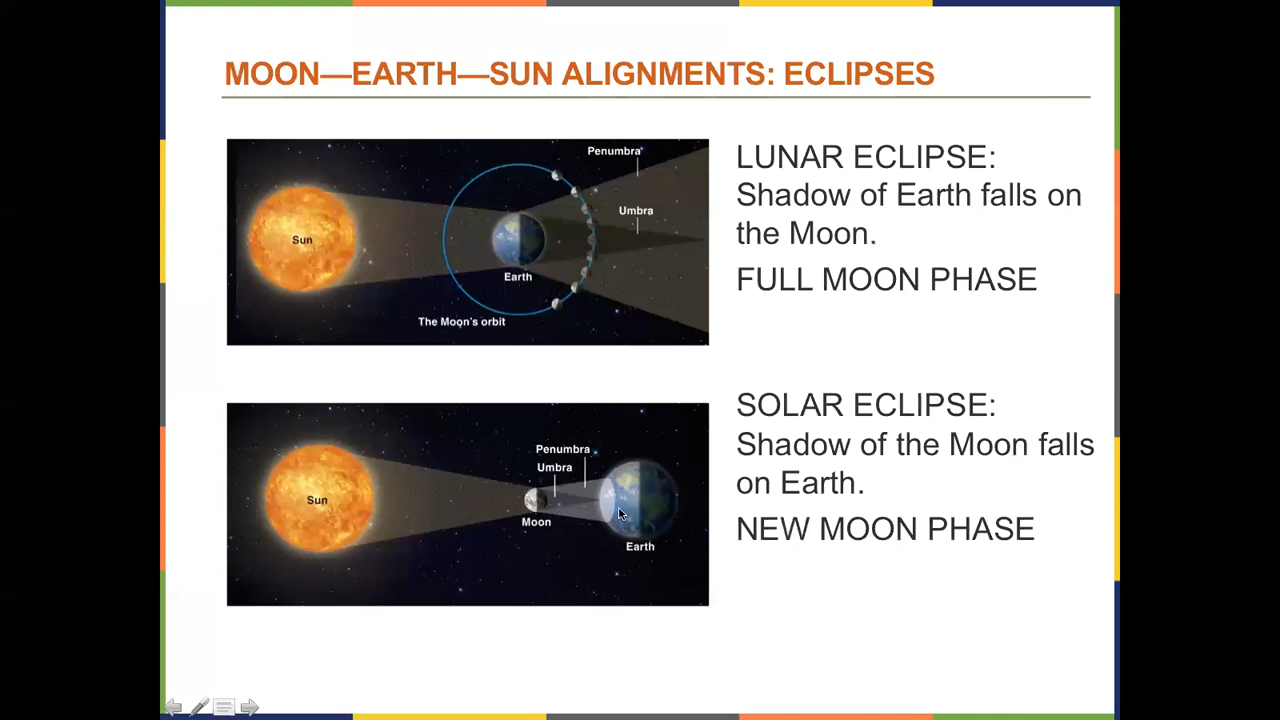 MOON—EARTH—SUN ALIGNMENTS: ECLIPSES
Penumbra
Umbra
Sun
Earth
The Moon's orbit
LUNAR ECLIPSE:
Shadow of Earth falls on
the Moon.
FULL MOON PHASE
Penumbra
Umbra
Sun
Moon
Earth
SOLAR ECLIPSE:
Shadow of the Moon falls
on Earth.
NEW MOON PHASE